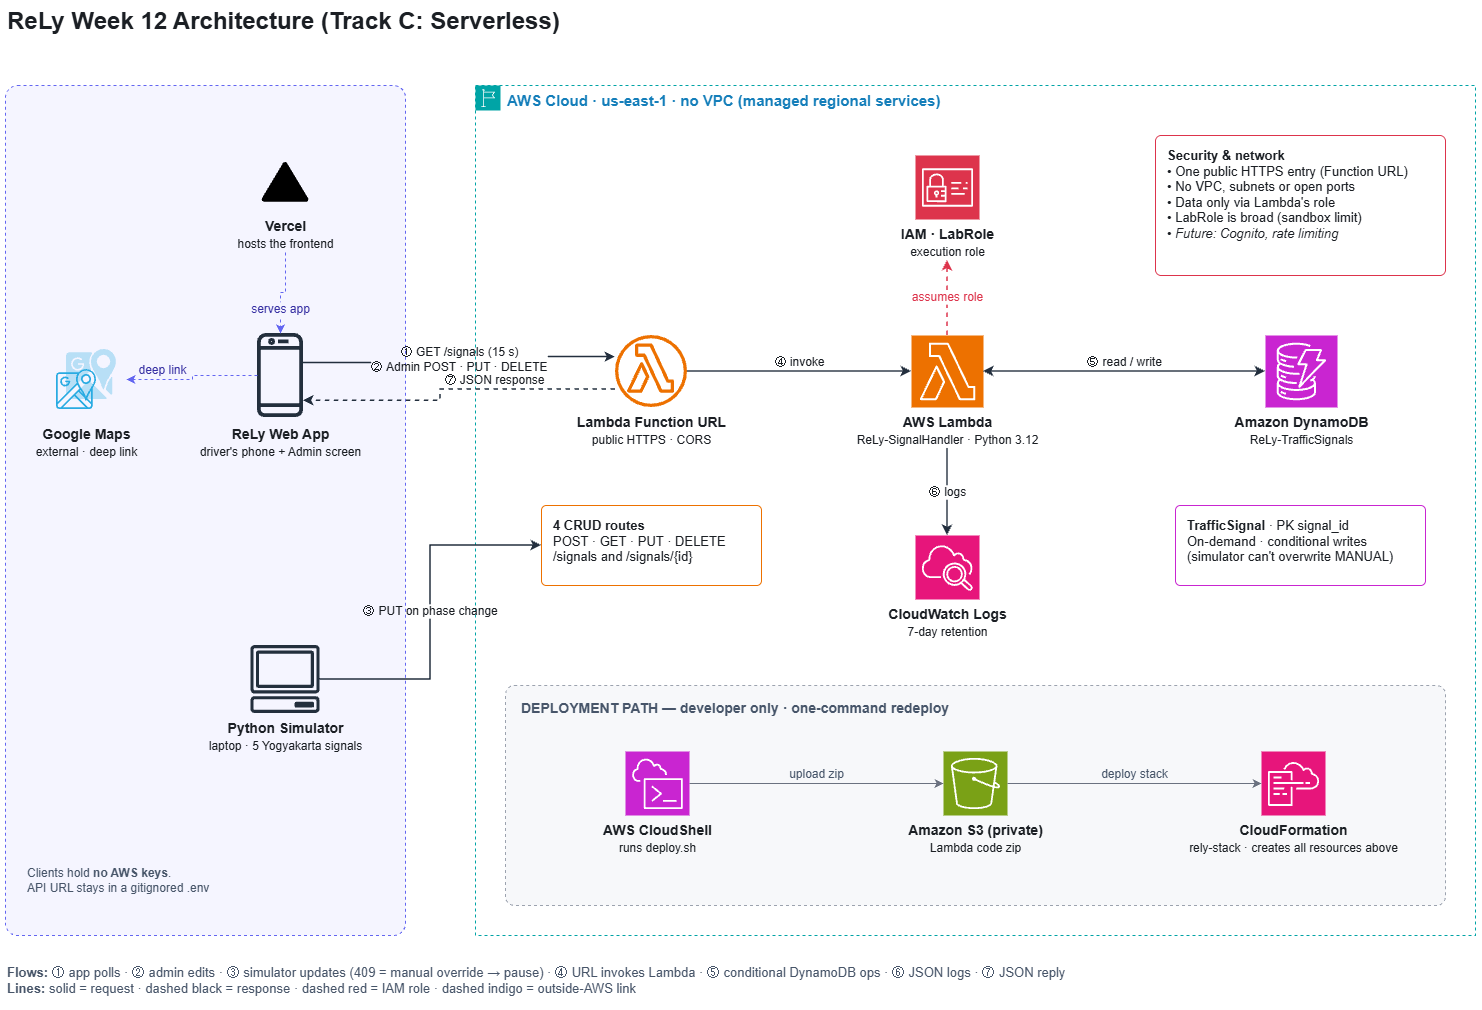 ReLy Week 12 Architecture (Track C: Serverless)
AWS Cloud · us-east-1 · no VPC (managed regional services)
Vercel
hosts the frontend
serves app
deep link
Google Maps
external · deep link
ReLy Web App
driver's phone + Admin screen
① GET /signals (15 s)
② Admin POST · PUT · DELETE
⑦ JSON response
Lambda Function URL
public HTTPS · CORS
④ invoke
IAM · LabRole
execution role
assumes role
AWS Lambda
ReLy-SignalHandler · Python 3.12
⑤ read / write
Amazon DynamoDB
ReLy-TrafficSignals
Security & network
• One public HTTPS entry (Function URL)
• No VPC, subnets or open ports
• Data only via Lambda's role
• LabRole is broad (sandbox limit)
• Future: Cognito, rate limiting
⑥ logs
CloudWatch Logs
7-day retention
4 CRUD routes
POST · GET · PUT · DELETE
/signals and /signals/{id}
TrafficSignal · PK signal_id
On-demand · conditional writes
(simulator can't overwrite MANUAL)
③ PUT on phase change
Python Simulator
laptop · 5 Yogyakarta signals
Clients hold no AWS keys.
API URL stays in a gitignored .env
DEPLOYMENT PATH — developer only · one-command redeploy
AWS CloudShell
runs deploy.sh
upload zip
Amazon S3 (private)
Lambda code zip
deploy stack
CloudFormation
rely-stack · creates all resources above
Flows: ① app polls · ② admin edits · ③ simulator updates (409 = manual override → pause) · ④ URL invokes Lambda · ⑤ conditional DynamoDB ops · ⑥ JSON logs · ⑦ JSON reply
Lines: solid = request · dashed black = response · dashed red = IAM role · dashed indigo = outside-AWS link